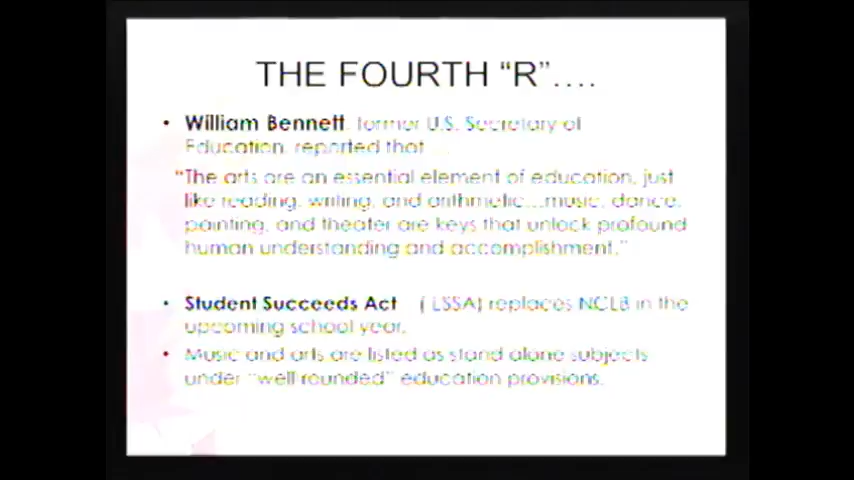 THE FOURTH “R”….
• William Bennett, former U.S. Secretary of
Education, reported that …
“The arts are an essential element of education, just
like reading, writing, and arithmetic…music, dance,
painting, and theater are keys that unlock profound
human understanding and accomplishment.”
• Student Succeeds Act ( ESSA) replaces NCLB in the
upcoming school year.
• Music and arts are listed as stand alone subjects
under “well rounded” education provisions.